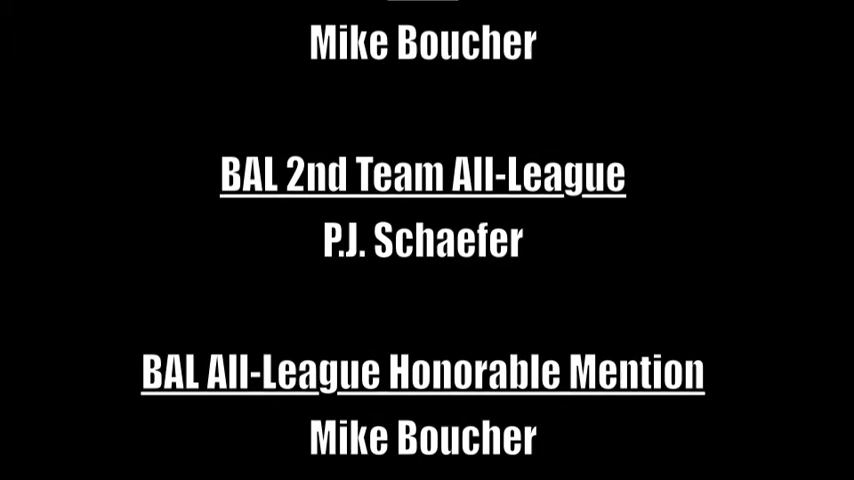 Mike Boucher
BAL 2nd Team All-League
P.J. Schaefer
BAL All-League Honorable Mention
Mike Boucher